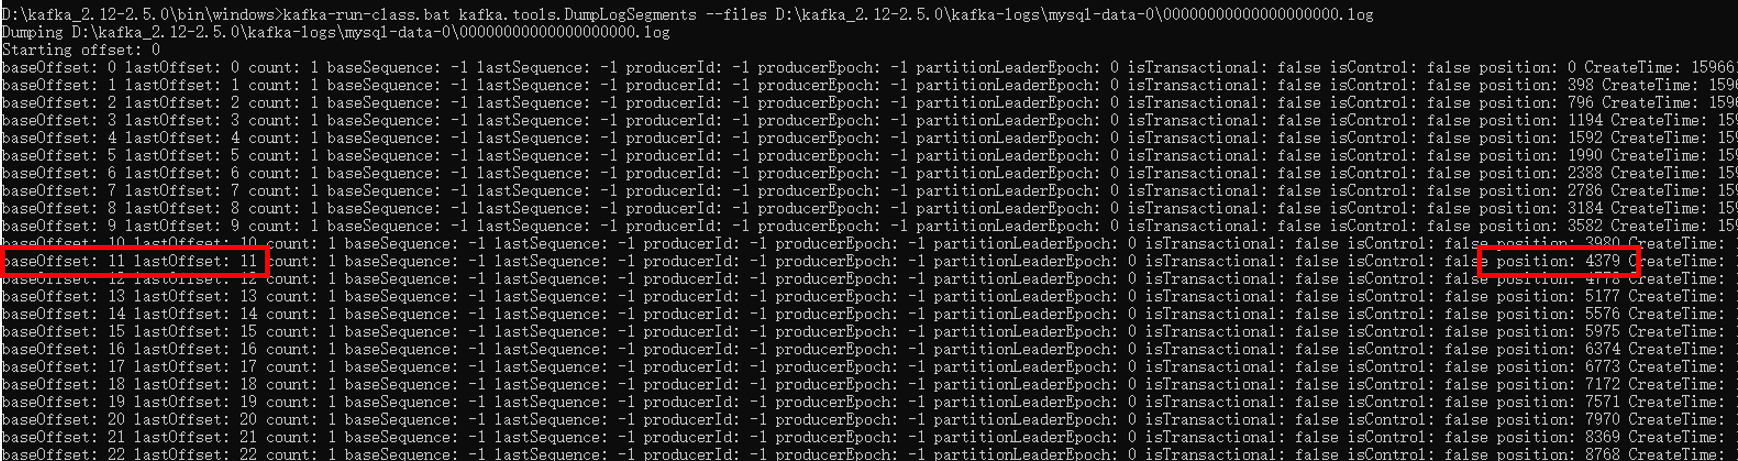 D:\kafka_2.12-2.5.0\bin\windows>kafka-run-class.bat kafka.tools.DumpLogSegments --files D:\kafka_2.12-2.5.0\kafka-logs\mysql-data-0\00000000000000000000.log
Dumping D:\kafka_2.12-2.5.0\kafka-logs\mysql-data-0\00000000000000000000.log
Starting offset: 0
baseOffset: 0 lastOffset: 0 count: 1 baseSequence: -1 lastSequence: -1 producerId: -1 producerEpoch: -1 partitionLeaderEpoch: 0 isTransactional: false isControl: false position: 0 CreateTime: 15966
baseOffset: 1 lastOffset: 1 count: 1 baseSequence: -1 lastSequence: -1 producerId: -1 producerEpoch: -1 partitionLeaderEpoch: 0 isTransactional: false isControl: false position: 398 CreateTime: 1596
baseOffset: 2 lastOffset: 2 count: 1 baseSequence: -1 lastSequence: -1 producerId: -1 producerEpoch: -1 partitionLeaderEpoch: 0 isTransactional: false isControl: false position: 796 CreateTime: 1596
baseOffset: 3 lastOffset: 3 count: 1 baseSequence: -1 lastSequence: -1 producerId: -1 producerEpoch: -1 partitionLeaderEpoch: 0 isTransactional: false isControl: false position: 1194 CreateTime: 159
baseOffset: 4 lastOffset: 4 count: 1 baseSequence: -1 lastSequence: -1 producerId: -1 producerEpoch: -1 partitionLeaderEpoch: 0 isTransactional: false isControl: false position: 1592 CreateTime: 159
baseOffset: 5 lastOffset: 5 count: 1 baseSequence: -1 lastSequence: -1 producerId: -1 producerEpoch: -1 partitionLeaderEpoch: 0 isTransactional: false isControl: false position: 1990 CreateTime: 159
baseOffset: 6 lastOffset: 6 count: 1 baseSequence: -1 lastSequence: -1 producerId: -1 producerEpoch: -1 partitionLeaderEpoch: 0 isTransactional: false isControl: false position: 2388 CreateTime: 159
baseOffset: 7 lastOffset: 7 count: 1 baseSequence: -1 lastSequence: -1 producerId: -1 producerEpoch: -1 partitionLeaderEpoch: 0 isTransactional: false isControl: false position: 2786 CreateTime: 159
baseOffset: 8 lastOffset: 8 count: 1 baseSequence: -1 lastSequence: -1 producerId: -1 producerEpoch: -1 partitionLeaderEpoch: 0 isTransactional: false isControl: false position: 3184 CreateTime: 159
baseOffset: 9 lastOffset: 9 count: 1 baseSequence: -1 lastSequence: -1 producerId: -1 producerEpoch: -1 partitionLeaderEpoch: 0 isTransactional: false isControl: false position: 3582 CreateTime: 159
baseOffset: 10 lastOffset: 10 count: 1 baseSequence: -1 lastSequence: -1 producerId: -1 producerEpoch: -1 partitionLeaderEpoch: 0 isTransactional: false isControl: false position: 3980 CreateTime:
baseOffset: 11 lastOffset: 11 count: 1 baseSequence: -1 lastSequence: -1 producerId: -1 producerEpoch: -1 partitionLeaderEpoch: 0 isTransactional: false isControl: false position: 4379 CreateTime:
baseOffset: 12 lastOffset: 12 count: 1 baseSequence: -1 lastSequence: -1 producerId: -1 producerEpoch: -1 partitionLeaderEpoch: 0 isTransactional: false isControl: false position: 4778 CreateTime:
baseOffset: 13 lastOffset: 13 count: 1 baseSequence: -1 lastSequence: -1 producerId: -1 producerEpoch: -1 partitionLeaderEpoch: 0 isTransactional: false isControl: false position: 5177 CreateTime:
baseOffset: 14 lastOffset: 14 count: 1 baseSequence: -1 lastSequence: -1 producerId: -1 producerEpoch: -1 partitionLeaderEpoch: 0 isTransactional: false isControl: false position: 5576 CreateTime:
baseOffset: 15 lastOffset: 15 count: 1 baseSequence: -1 lastSequence: -1 producerId: -1 producerEpoch: -1 partitionLeaderEpoch: 0 isTransactional: false isControl: false position: 5975 CreateTime:
baseOffset: 16 lastOffset: 16 count: 1 baseSequence: -1 lastSequence: -1 producerId: -1 producerEpoch: -1 partitionLeaderEpoch: 0 isTransactional: false isControl: false position: 6374 CreateTime:
baseOffset: 17 lastOffset: 17 count: 1 baseSequence: -1 lastSequence: -1 producerId: -1 producerEpoch: -1 partitionLeaderEpoch: 0 isTransactional: false isControl: false position: 6773 CreateTime:
baseOffset: 18 lastOffset: 18 count: 1 baseSequence: -1 lastSequence: -1 producerId: -1 producerEpoch: -1 partitionLeaderEpoch: 0 isTransactional: false isControl: false position: 7172 CreateTime:
baseOffset: 19 lastOffset: 19 count: 1 baseSequence: -1 lastSequence: -1 producerId: -1 producerEpoch: -1 partitionLeaderEpoch: 0 isTransactional: false isControl: false position: 7571 CreateTime:
baseOffset: 20 lastOffset: 20 count: 1 baseSequence: -1 lastSequence: -1 producerId: -1 producerEpoch: -1 partitionLeaderEpoch: 0 isTransactional: false isControl: false position: 7970 CreateTime:
baseOffset: 21 lastOffset: 21 count: 1 baseSequence: -1 lastSequence: -1 producerId: -1 producerEpoch: -1 partitionLeaderEpoch: 0 isTransactional: false isControl: false position: 8369 CreateTime:
baseOffset: 22 lastOffset: 22 count: 1 baseSequence: -1 lastSequence: -1 producerId: -1 producerEpoch: -1 partitionLeaderEpoch: 0 isTransactional: false isControl: false position: 8768 CreateTime: